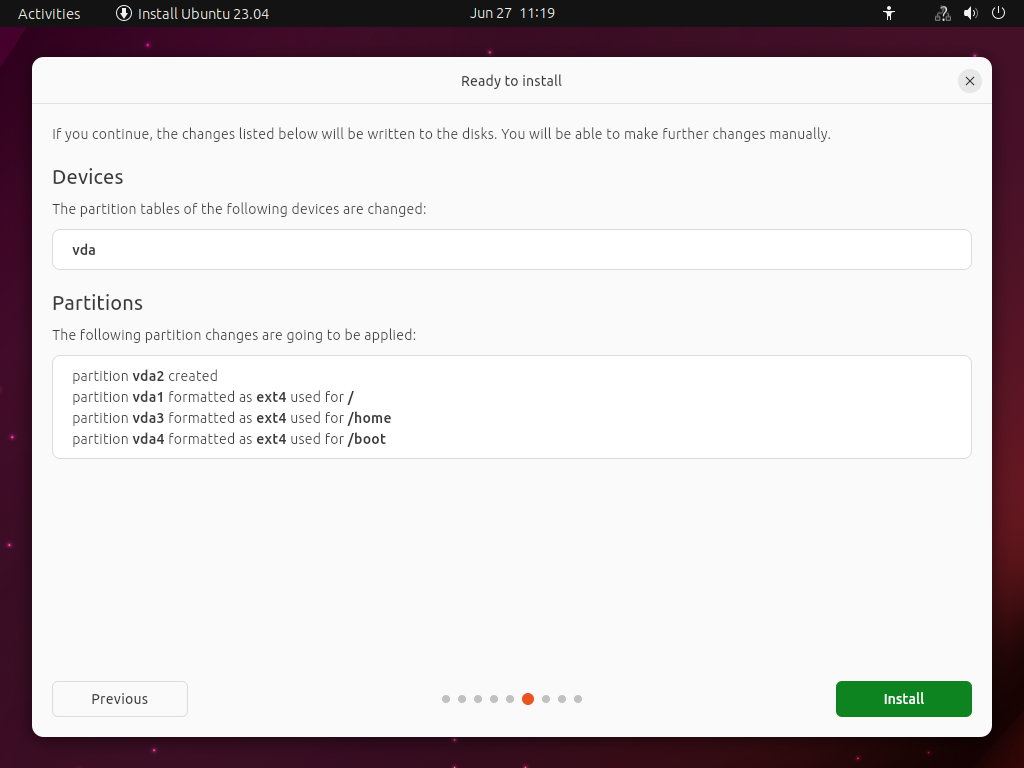 Activities Install Ubuntu 23.04 Jun 27 11:19
Ready to install
If you continue, the changes listed below will be written to the disks. You will be able to make further changes manually.
Devices
The partition tables of the following devices are changed:
vda
Partitions
The following partition changes are going to be applied:
partition vda2 created
partition vda1 formatted as ext4 used for /
partition vda3 formatted as ext4 used for /home
partition vda4 formatted as ext4 used for /boot
Previous Install